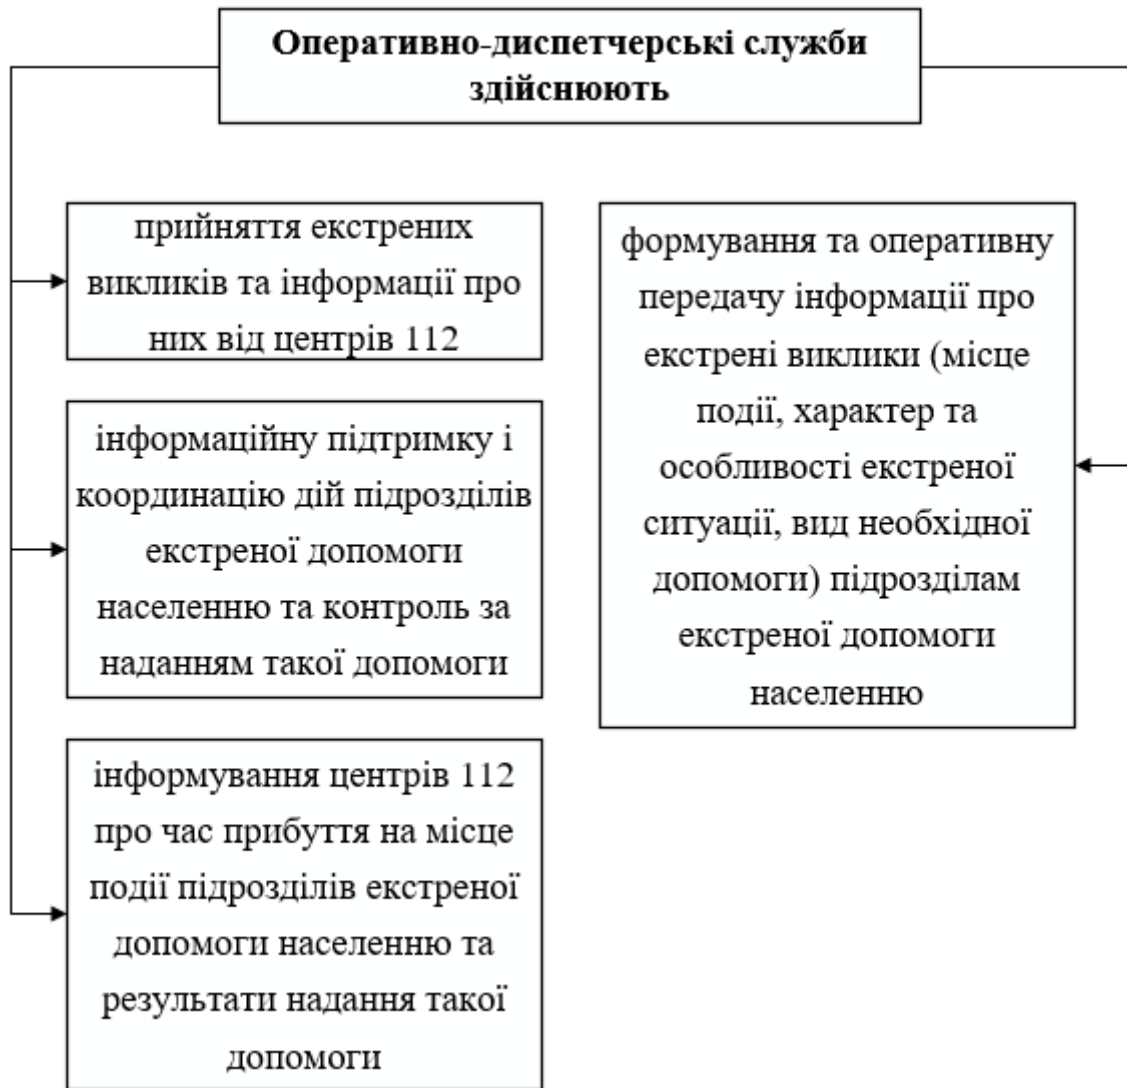 Оперативно-диспетчерські служби
здійснюють
прийняття екстрених
викликів та інформації про
них від центрів 112
інформаційну підтримку і
координацію дій підрозділів
екстреної допомоги
населенню та контроль за
наданням такої допомоги
інформування центрів 112
про час прибуття на місце
події підрозділів екстреної
допомоги населенню та
результати надання такої
допомоги
формування та оперативну
передачу інформації про
екстрені виклики (місце
події, характер та
особливості екстреної
ситуації, вид необхідної
допомоги) підрозділам
екстреної допомоги
населенню